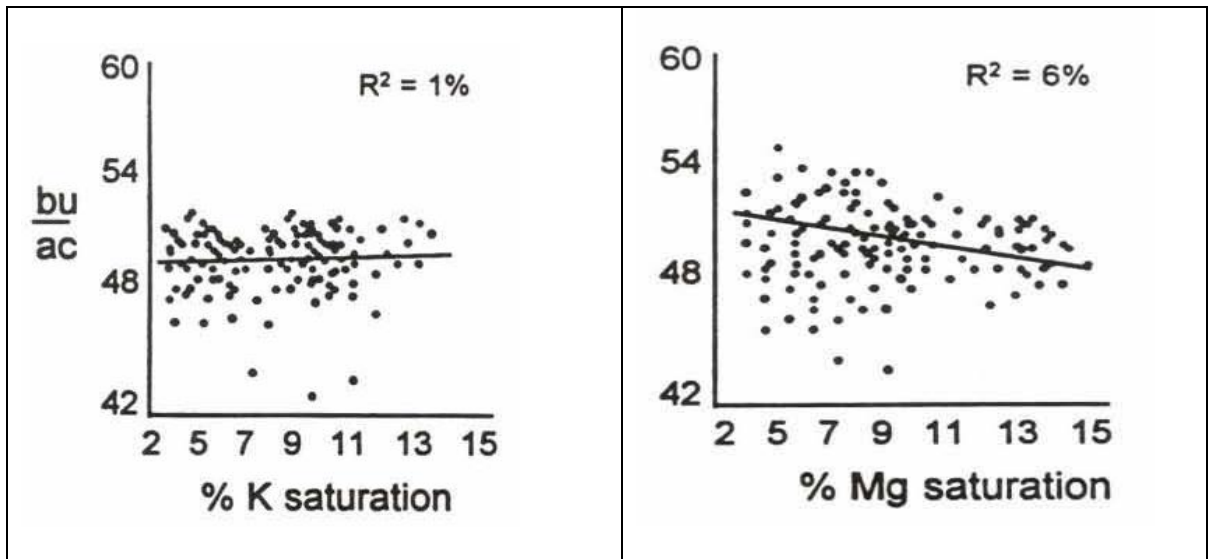 60
R² = 1%
54
bu
ac
48
42
2 5 7 9 11 13 15
% K saturation
60
R² = 6%
54
48
42
2 5 7 9 11 13 15
% Mg saturation